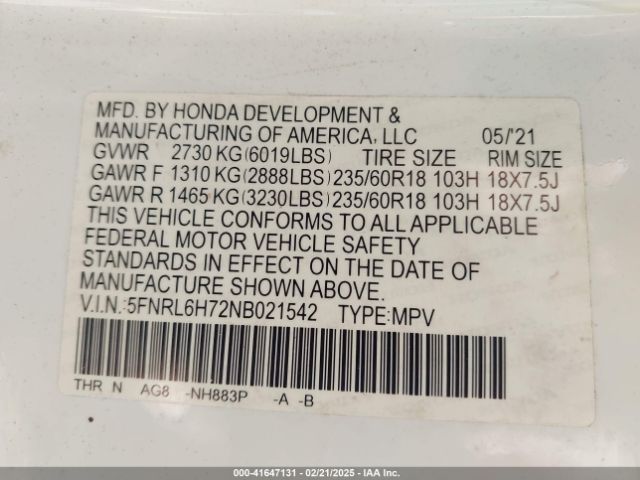 MFD. BY HONDA DEVELOPMENT &
MANUFACTURING OF AMERICA, LLC 05/'21
GVWR 2730 KG(6019LBS) TIRE SIZE RIM SIZE
GAWR F 1310 KG(2888LBS) 235/60R18 103H 18X7.5J
GAWR R 1465 KG(3230LBS) 235/60R18 103H 18X7.5J
THIS VEHICLE CONFORMS TO ALL APPLICABLE
FEDERAL MOTOR VEHICLE SAFETY
STANDARDS IN EFFECT ON THE DATE OF
MANUFACTURE SHOWN ABOVE.
V.I.N.:5FNRL6H72NB021542 TYPE:MPV
THR N AG8 -NH883P -A -B
000-41647131 - 02/21/2025 - IAA Inc.